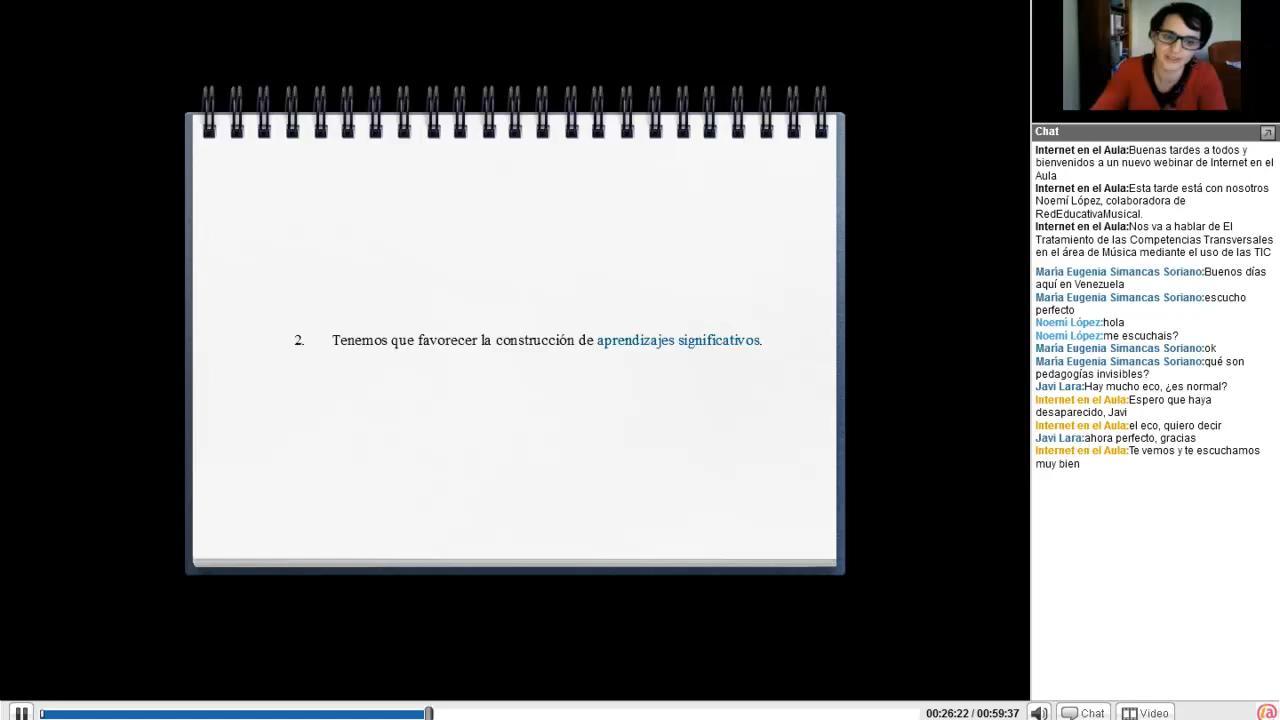 2. Tenemos que favorecer la construcción de aprendizajes significativos.
Chat
Internet en el Aula:Buenas tardes a todos y
bienvenidos a un nuevo webinar de Internet en el
Aula
Internet en el Aula:Esta tarde está con nosotros
Noemí López, colaboradora de
RedEducativaMusical.
Internet en el Aula:Nos va a hablar de El
Tratamiento de las Competencias Transversales
en el área de Música mediante el uso de las TIC
María Eugenia Simancas Soriano:Buenos días
aquí en Venezuela
María Eugenia Simancas Soriano:escucho
perfecto
Noemí López:hola
Noemí López:me escuchais?
María Eugenia Simancas Soriano:ok
María Eugenia Simancas Soriano:qué son
pedagogías invisibles?
Javi Lara:Hay mucho eco, ¿es normal?
Internet en el Aula:Espero que haya
desaparecido, Javi
Internet en el Aula:el eco, quiero decir
Javi Lara:ahora perfecto, gracias
Internet en el Aula:Te vemos y te escuchamos
muy bien
00:26:22 / 00:59:37 Chat Video